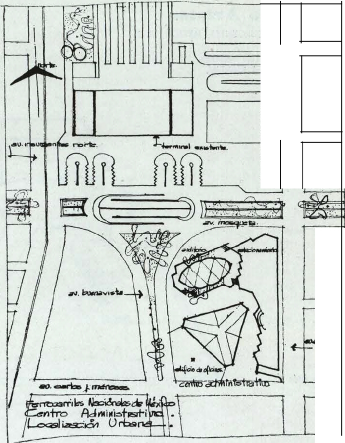 norte.
av. insurgentes norte.
terminal existente.
av. mosqueta.
auditorio
estacionamiento
av. buenavista
edificio de oficinas
av. carlos j. meneses
centro administrativo
Ferrocarriles Nacionales de México
Centro Administrativo.
Localización Urbana.